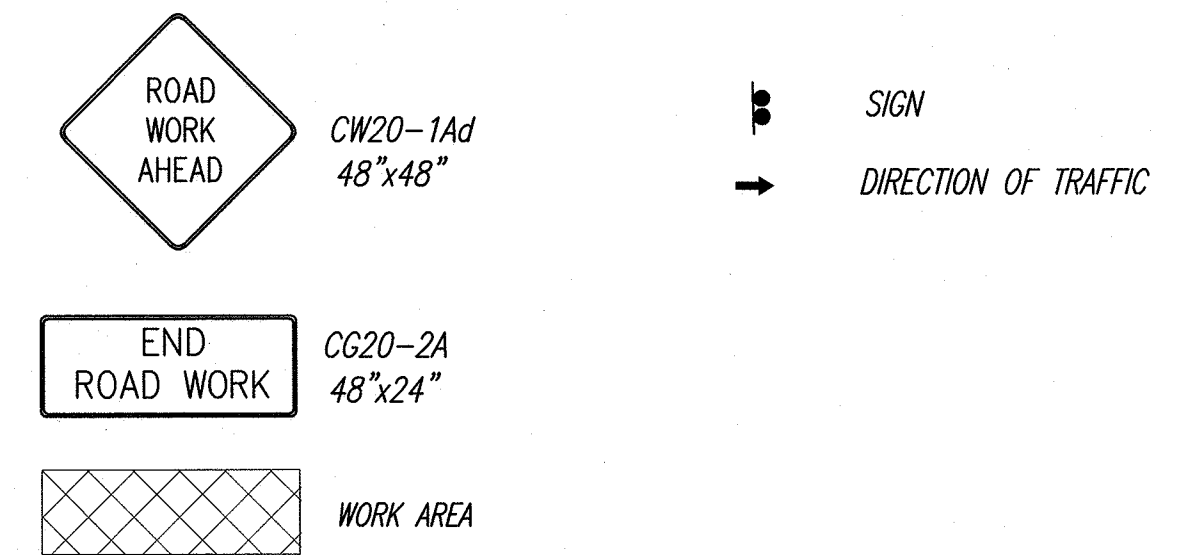 ROAD
WORK
AHEAD
CW20-1Ad
48"x48"
END
ROAD WORK
CG20-2A
48"x24"
WORK AREA
SIGN
DIRECTION OF TRAFFIC